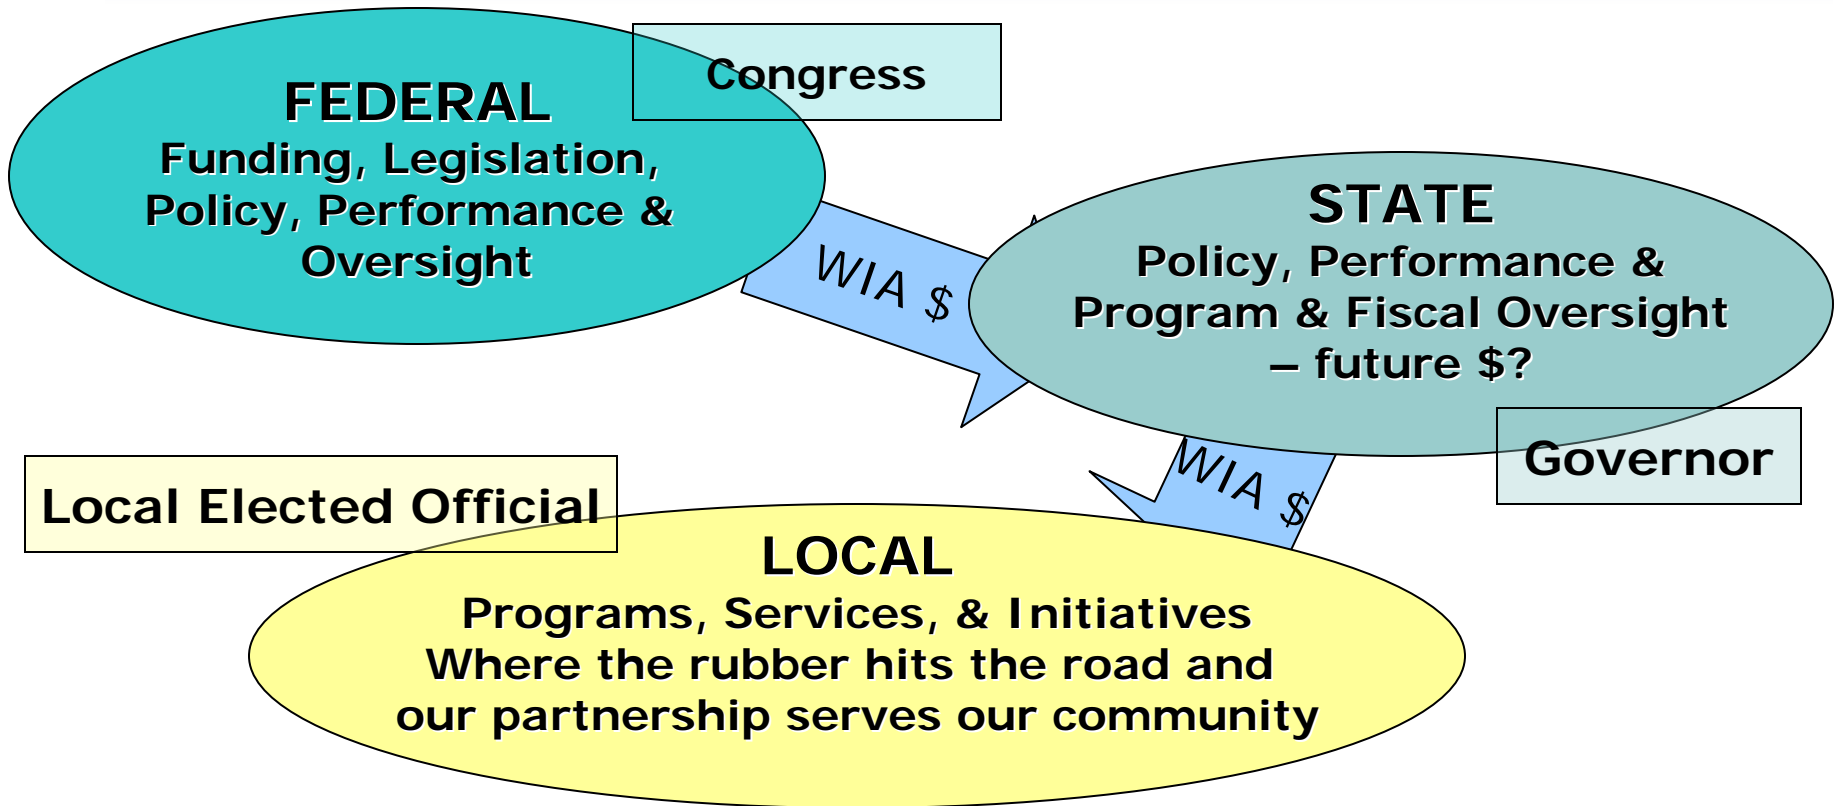 Congress
FEDERAL
Funding, Legislation,
Policy, Performance &
Oversight
WIA $
STATE
Policy, Performance &
Program & Fiscal Oversight
– future $?
Governor
WIA $
Local Elected Official
LOCAL
Programs, Services, & Initiatives
Where the rubber hits the road and
our partnership serves our community